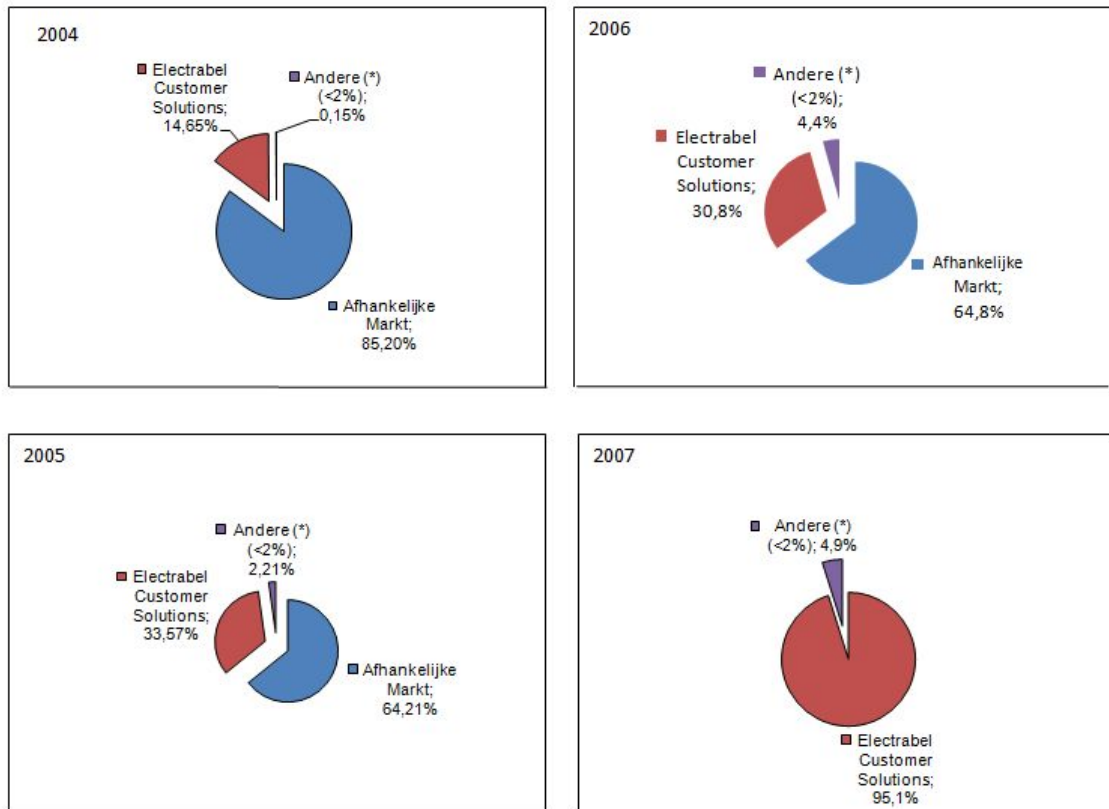 2004
Electrabel
Customer
Solutions;
14,65%
Andere (*)
(<2%);
0,15%
Afhankelijke
Markt;
85,20%
2006
Andere (*)
(<2%);
4,4%
Electrabel
Customer
Solutions;
30,8%
Afhankelijke
Markt;
64,8%
2005
Andere (*)
(<2%);
2,21%
Electrabel
Customer
Solutions;
33,57%
Afhankelijke
Markt;
64,21%
2007
Andere (*)
(<2%); 4,9%
Electrabel
Customer
Solutions;
95,1%